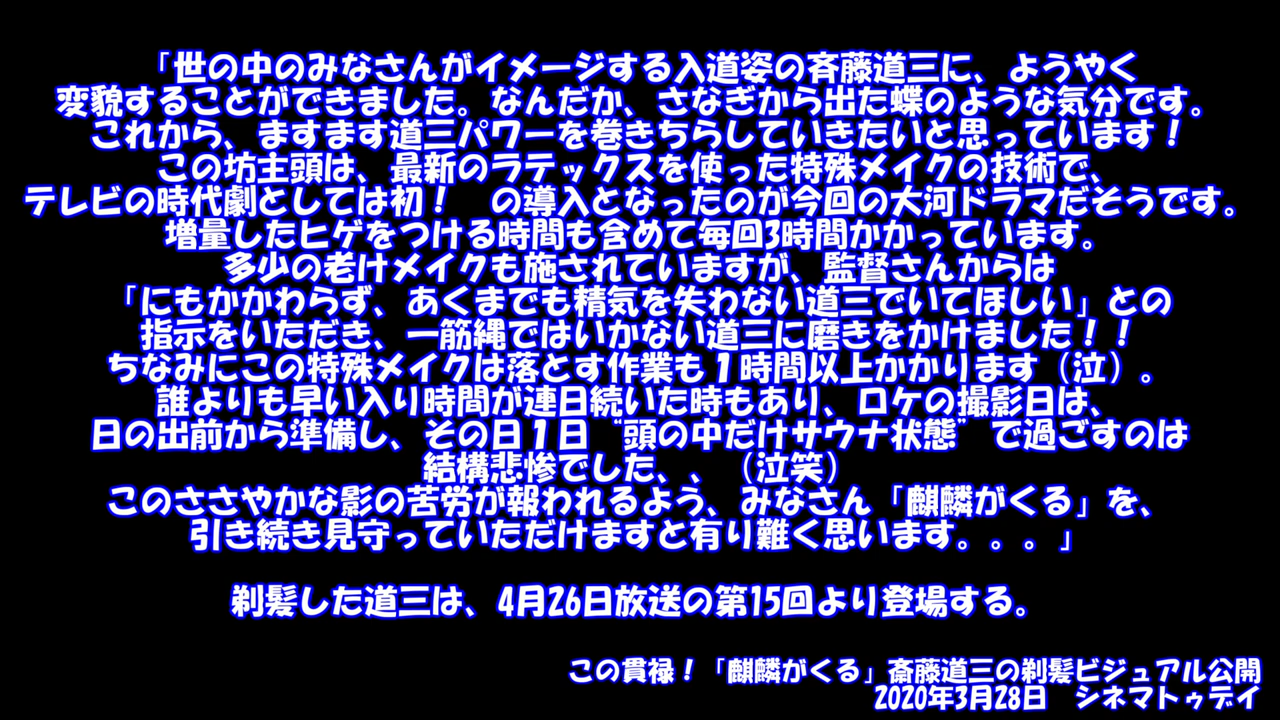 「世の中のみなさんがイメージする入道姿の斉藤道三に、ようやく
変貌することができました。なんだか、さなぎから出た蝶のような気分です。
これから、ますます道三パワーを巻きちらしていきたいと思っています！
この坊主頭は、最新のラテックスを使った特殊メイクの技術で、
テレビの時代劇としては初！　の導入となったのが今回の大河ドラマだそうです。
増量したヒゲをつける時間も含めて毎回3時間かかっています。
多少の老けメイクも施されていますが、監督さんからは
「にもかかわらず、あくまでも精気を失わない道三でいてほしい」との
指示をいただき、一筋縄ではいかない道三に磨きをかけました！！
ちなみにこの特殊メイクは落とす作業も１時間以上かかります（泣）。
誰よりも早い入り時間が連日続いた時もあり、ロケの撮影日は、
日の出前から準備し、その日１日“頭の中だけサウナ状態”で過ごすのは
結構悲惨でした、、（泣笑）
このささやかな影の苦労が報われるよう、みなさん「麒麟がくる」を、
引き続き見守っていただけますと有り難く思います。。。」
剃髪した道三は、4月26日放送の第15回より登場する。
この貫禄！「麒麟がくる」斎藤道三の剃髪ビジュアル公開
2020年3月28日　シネマトゥデイ